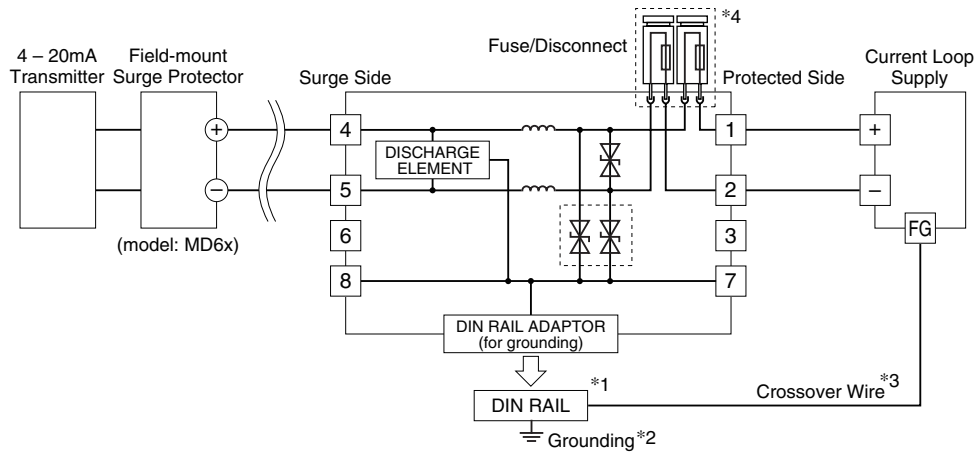 *4
Fuse/Disconnect
4 – 20mA
Transmitter
Field-mount
Surge Protector
Surge Side
Protected Side
Current Loop
Supply
+
4
1
+
DISCHARGE
ELEMENT
–
5
2
–
6
3
FG
(model: MD6x)
8
7
DIN RAIL ADAPTOR
(for grounding)
*1
DIN RAIL
Crossover Wire*3
Grounding*2